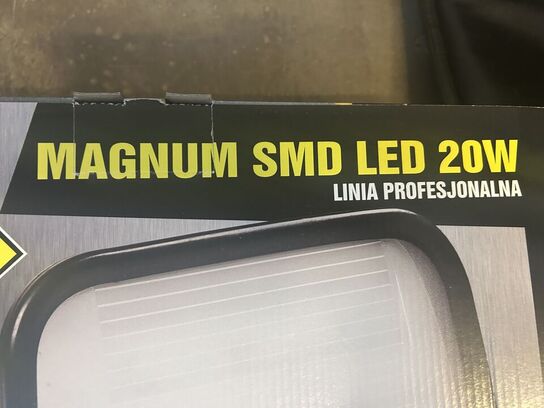 MAGNUM SMD LED 20W
LINIA PROFESJONALNA